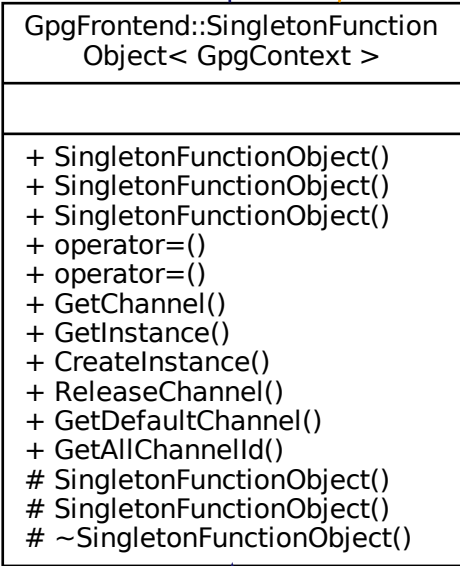 GpgFrontend::SingletonFunction
Object< GpgContext >
+ SingletonFunctionObject()
+ SingletonFunctionObject()
+ SingletonFunctionObject()
+ operator=()
+ operator=()
+ GetChannel()
+ GetInstance()
+ CreateInstance()
+ ReleaseChannel()
+ GetDefaultChannel()
+ GetAllChannelId()
# SingletonFunctionObject()
# SingletonFunctionObject()
# ~SingletonFunctionObject()